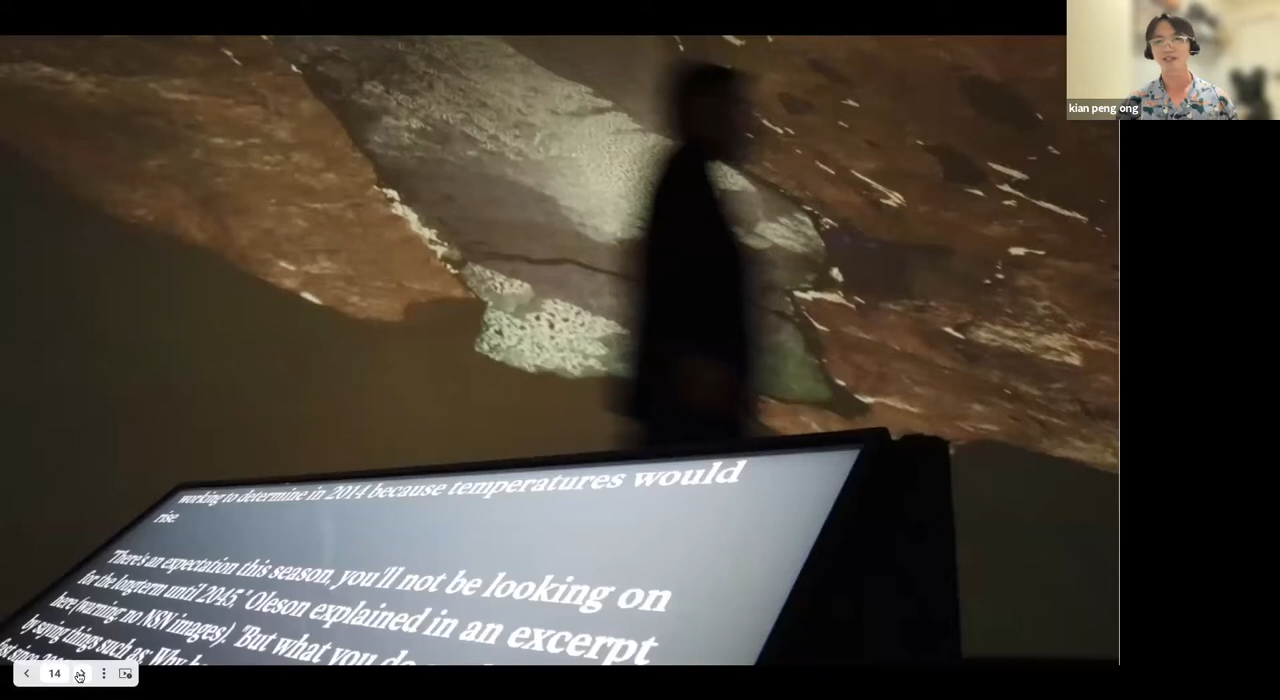 kian peng ong
working to determine in 2014 because temperatures would
rise.
"There's an expectation this season, you'll not be looking on
for the longterm until 2045," Oleson explained in an excerpt
here (warning: no NSN images). "But what you do
by saying things such as: Why
fast since
14